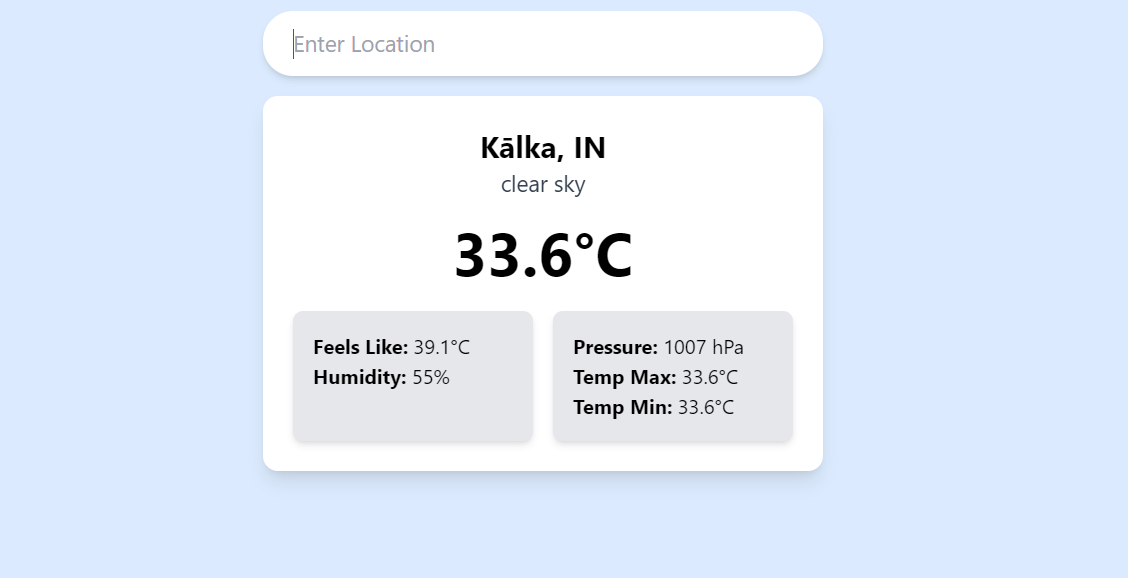 Enter Location
Kālka, IN
clear sky
33.6°C
Feels Like: 39.1°C
Humidity: 55%
Pressure: 1007 hPa
Temp Max: 33.6°C
Temp Min: 33.6°C